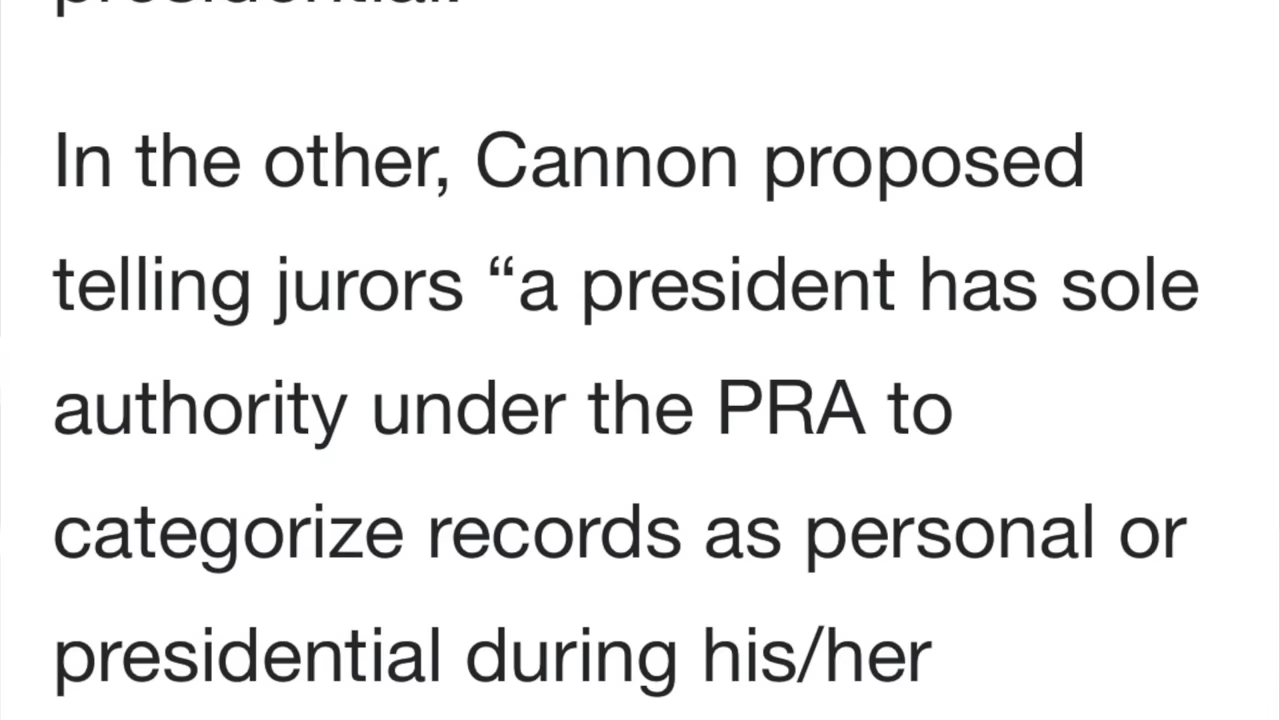 presidential.
In the other, Cannon proposed
telling jurors “a president has sole
authority under the PRA to
categorize records as personal or
presidential during his/her